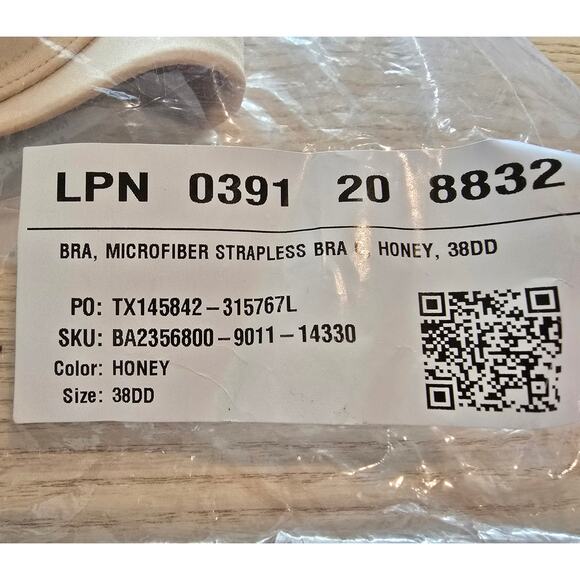 LPN 0391 20 8832
BRA, MICROFIBER STRAPLESS BRA HONEY, 38DD
PO: TX145842-315767L
SKU: BA2356800-9011-14330
Color: HONEY
Size: 38DD